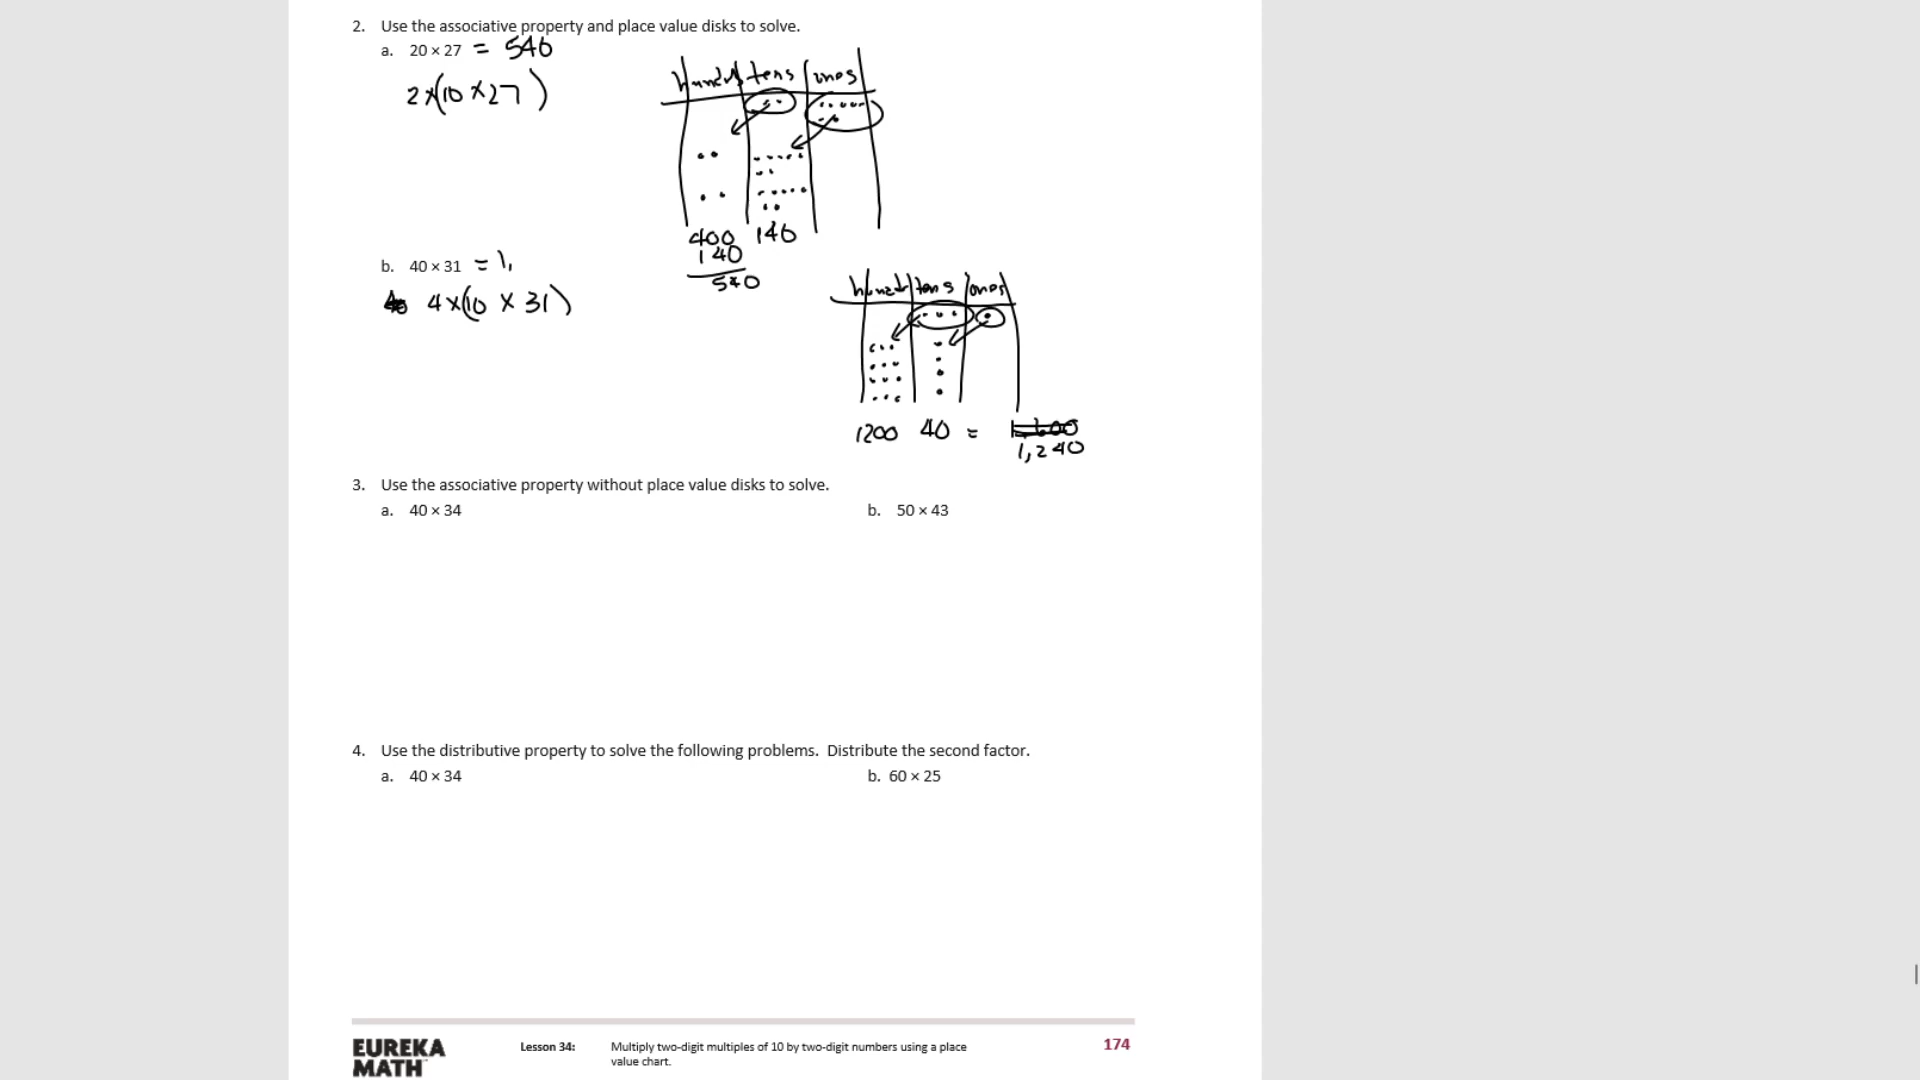 2. Use the associative property and place value disks to solve.
a. 20 × 27 = 540
2×(10×27)
hundr tens ones
400 140
140
540
b. 40 × 31 = 1,
4×(10 × 31)
hundr tens ones
1200 40 =
1,240
3. Use the associative property without place value disks to solve.
a. 40 × 34 b. 50 × 43
4. Use the distributive property to solve the following problems. Distribute the second factor.
a. 40 × 34 b. 60 × 25
EUREKA
MATH
Lesson 34: Multiply two-digit multiples of 10 by two-digit numbers using a place
value chart.
174